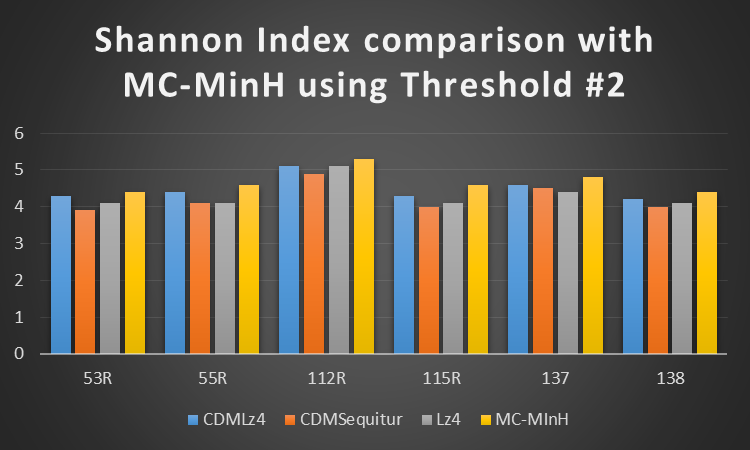 Shannon Index comparison with
MC-MinH using Threshold #2
6
5
4
3
2
1
0
53R 55R 112R 115R 137 138
CDMLz4 CDMSequitur Lz4 MC-MInH